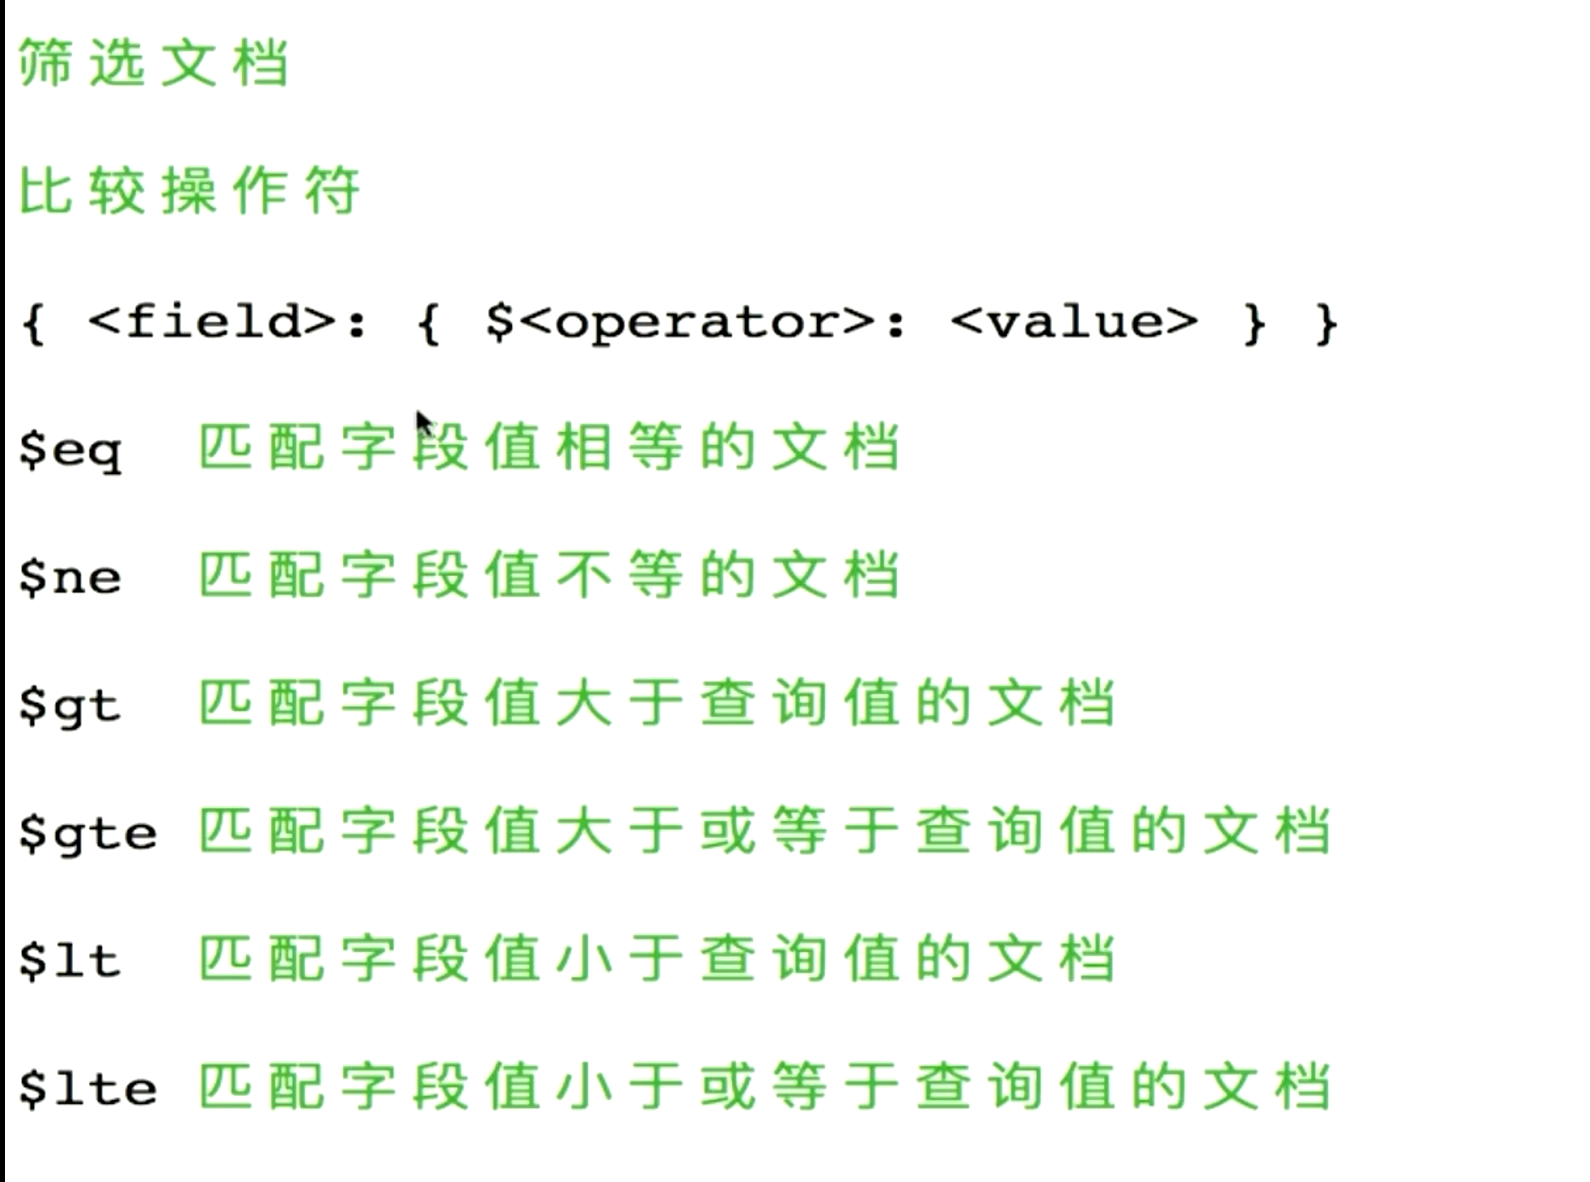 筛选文档
比较操作符
{ <field>: { $<operator>: <value> } }
$eq 匹配字段值相等的文档
$ne 匹配字段值不等的文档
$gt 匹配字段值大于查询值的文档
$gte 匹配字段值大于或等于查询值的文档
$lt 匹配字段值小于查询值的文档
$lte 匹配字段值小于或等于查询值的文档